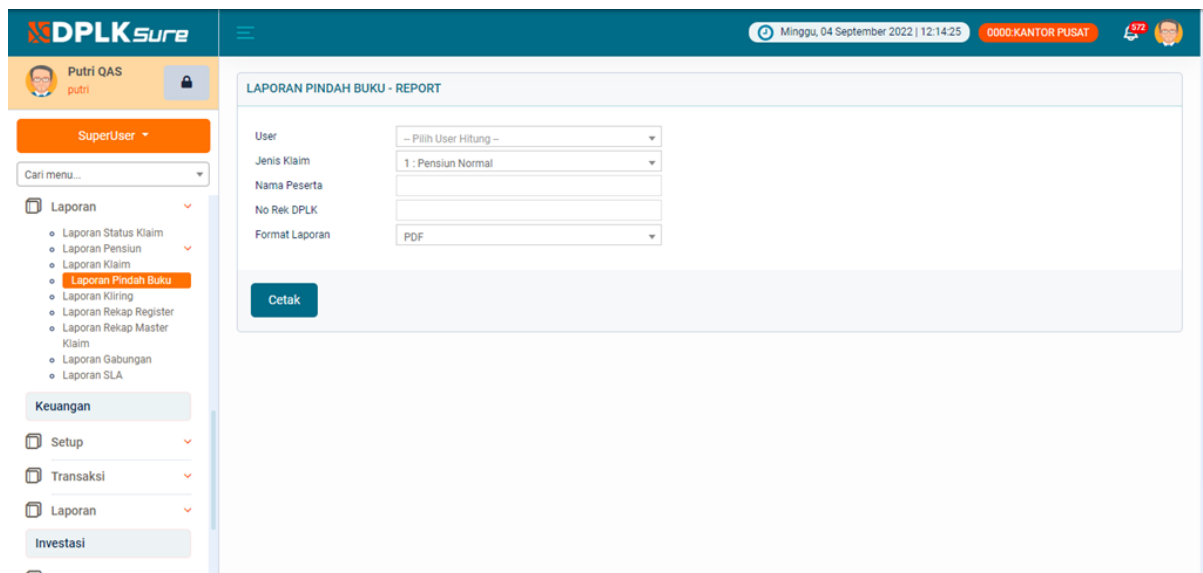 DPLKSure
Minggu, 04 September 2022 | 12:14:25
0000:KANTOR PUSAT
572
Putri QAS
putri
SuperUser
Cari menu...
Laporan
Laporan Status Klaim
Laporan Pensiun
Laporan Klaim
Laporan Pindah Buku
Laporan Kliring
Laporan Rekap Register
Laporan Rekap Master
Klaim
Laporan Gabungan
Laporan SLA
Keuangan
Setup
Transaksi
Laporan
Investasi
LAPORAN PINDAH BUKU - REPORT
User
-- Pilih User Hitung --
Jenis Klaim
1 : Pensiun Normal
Nama Peserta
No Rek DPLK
Format Laporan
PDF
Cetak